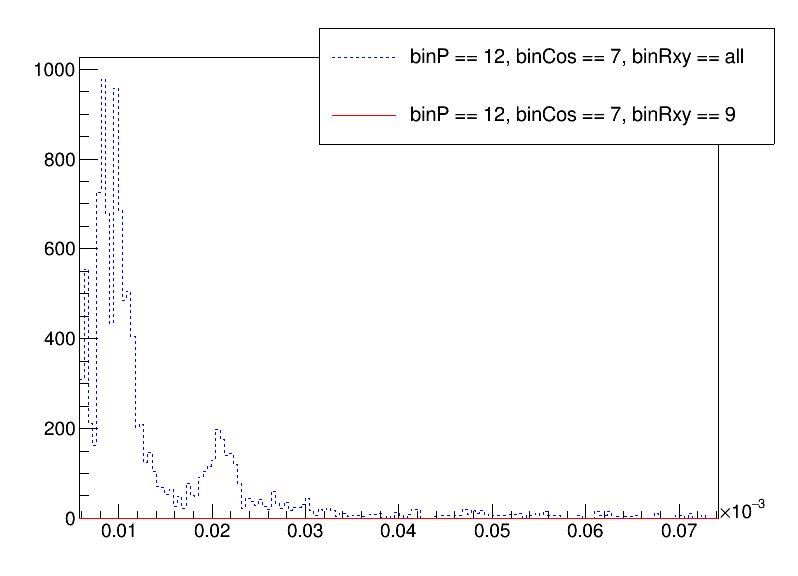 binP == 12, binCos == 7, binRxy == all
binP == 12, binCos == 7, binRxy == 9
1000
800
600
400
200
0
0.01 0.02 0.03 0.04 0.05 0.06 0.07
×10⁻³